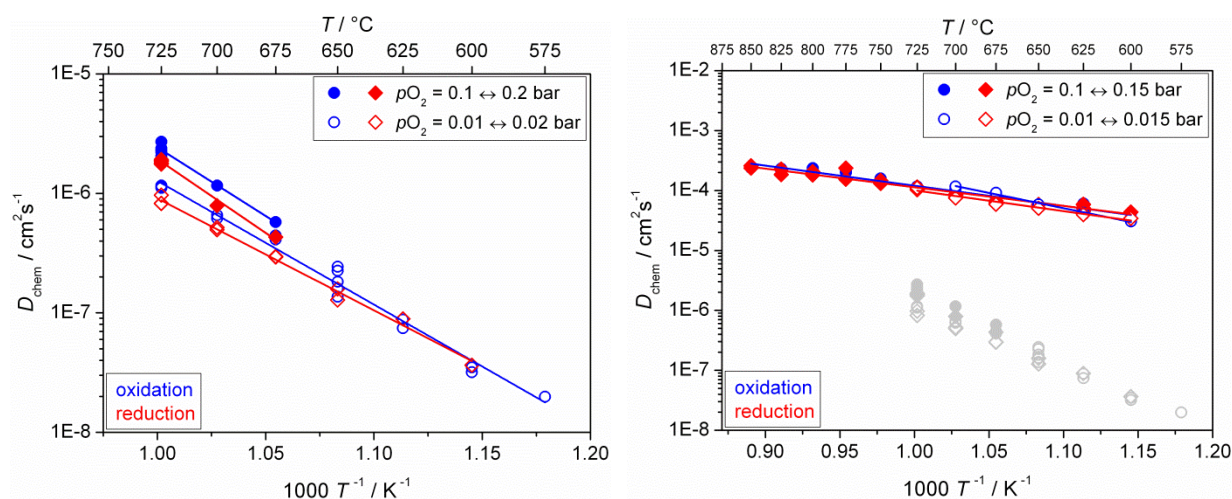 T / °C
750 725 700 675 650 625 600 575
1E-5
1E-6
1E-7
1E-8
D_chem / cm²s⁻¹
pO₂ = 0.1 ↔ 0.2 bar
pO₂ = 0.01 ↔ 0.02 bar
oxidation
reduction
1.00 1.05 1.10 1.15 1.20
1000 T⁻¹ / K⁻¹
T / °C
875 850 825 800 775 750 725 700 675 650 625 600 575
1E-2
1E-3
1E-4
1E-5
1E-6
1E-7
1E-8
D_chem / cm²s⁻¹
pO₂ = 0.1 ↔ 0.15 bar
pO₂ = 0.01 ↔ 0.015 bar
oxidation
reduction
0.90 0.95 1.00 1.05 1.10 1.15 1.20
1000 T⁻¹ / K⁻¹